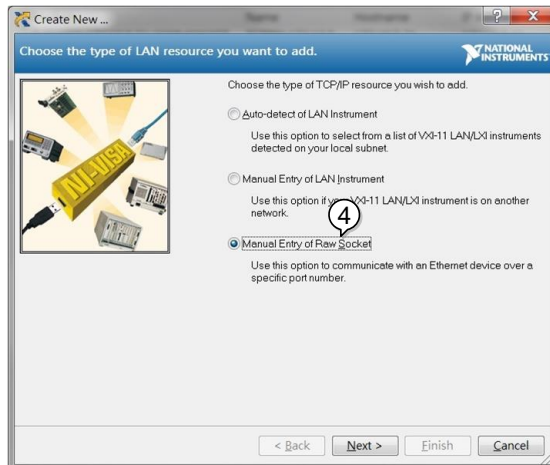 Create New ...
Choose the type of LAN resource you want to add.
NATIONAL
INSTRUMENTS
NI-VISA
Choose the type of TCP/IP resource you wish to add.
Auto-detect of LAN Instrument
Use this option to select from a list of VXI-11 LAN/LXI instruments
detected on your local subnet.
Manual Entry of LAN Instrument
Use this option if your VXI-11 LAN/LXI instrument is on another
network.
4
Manual Entry of Raw Socket
Use this option to communicate with an Ethernet device over a
specific port number.
< Back Next > Finish Cancel